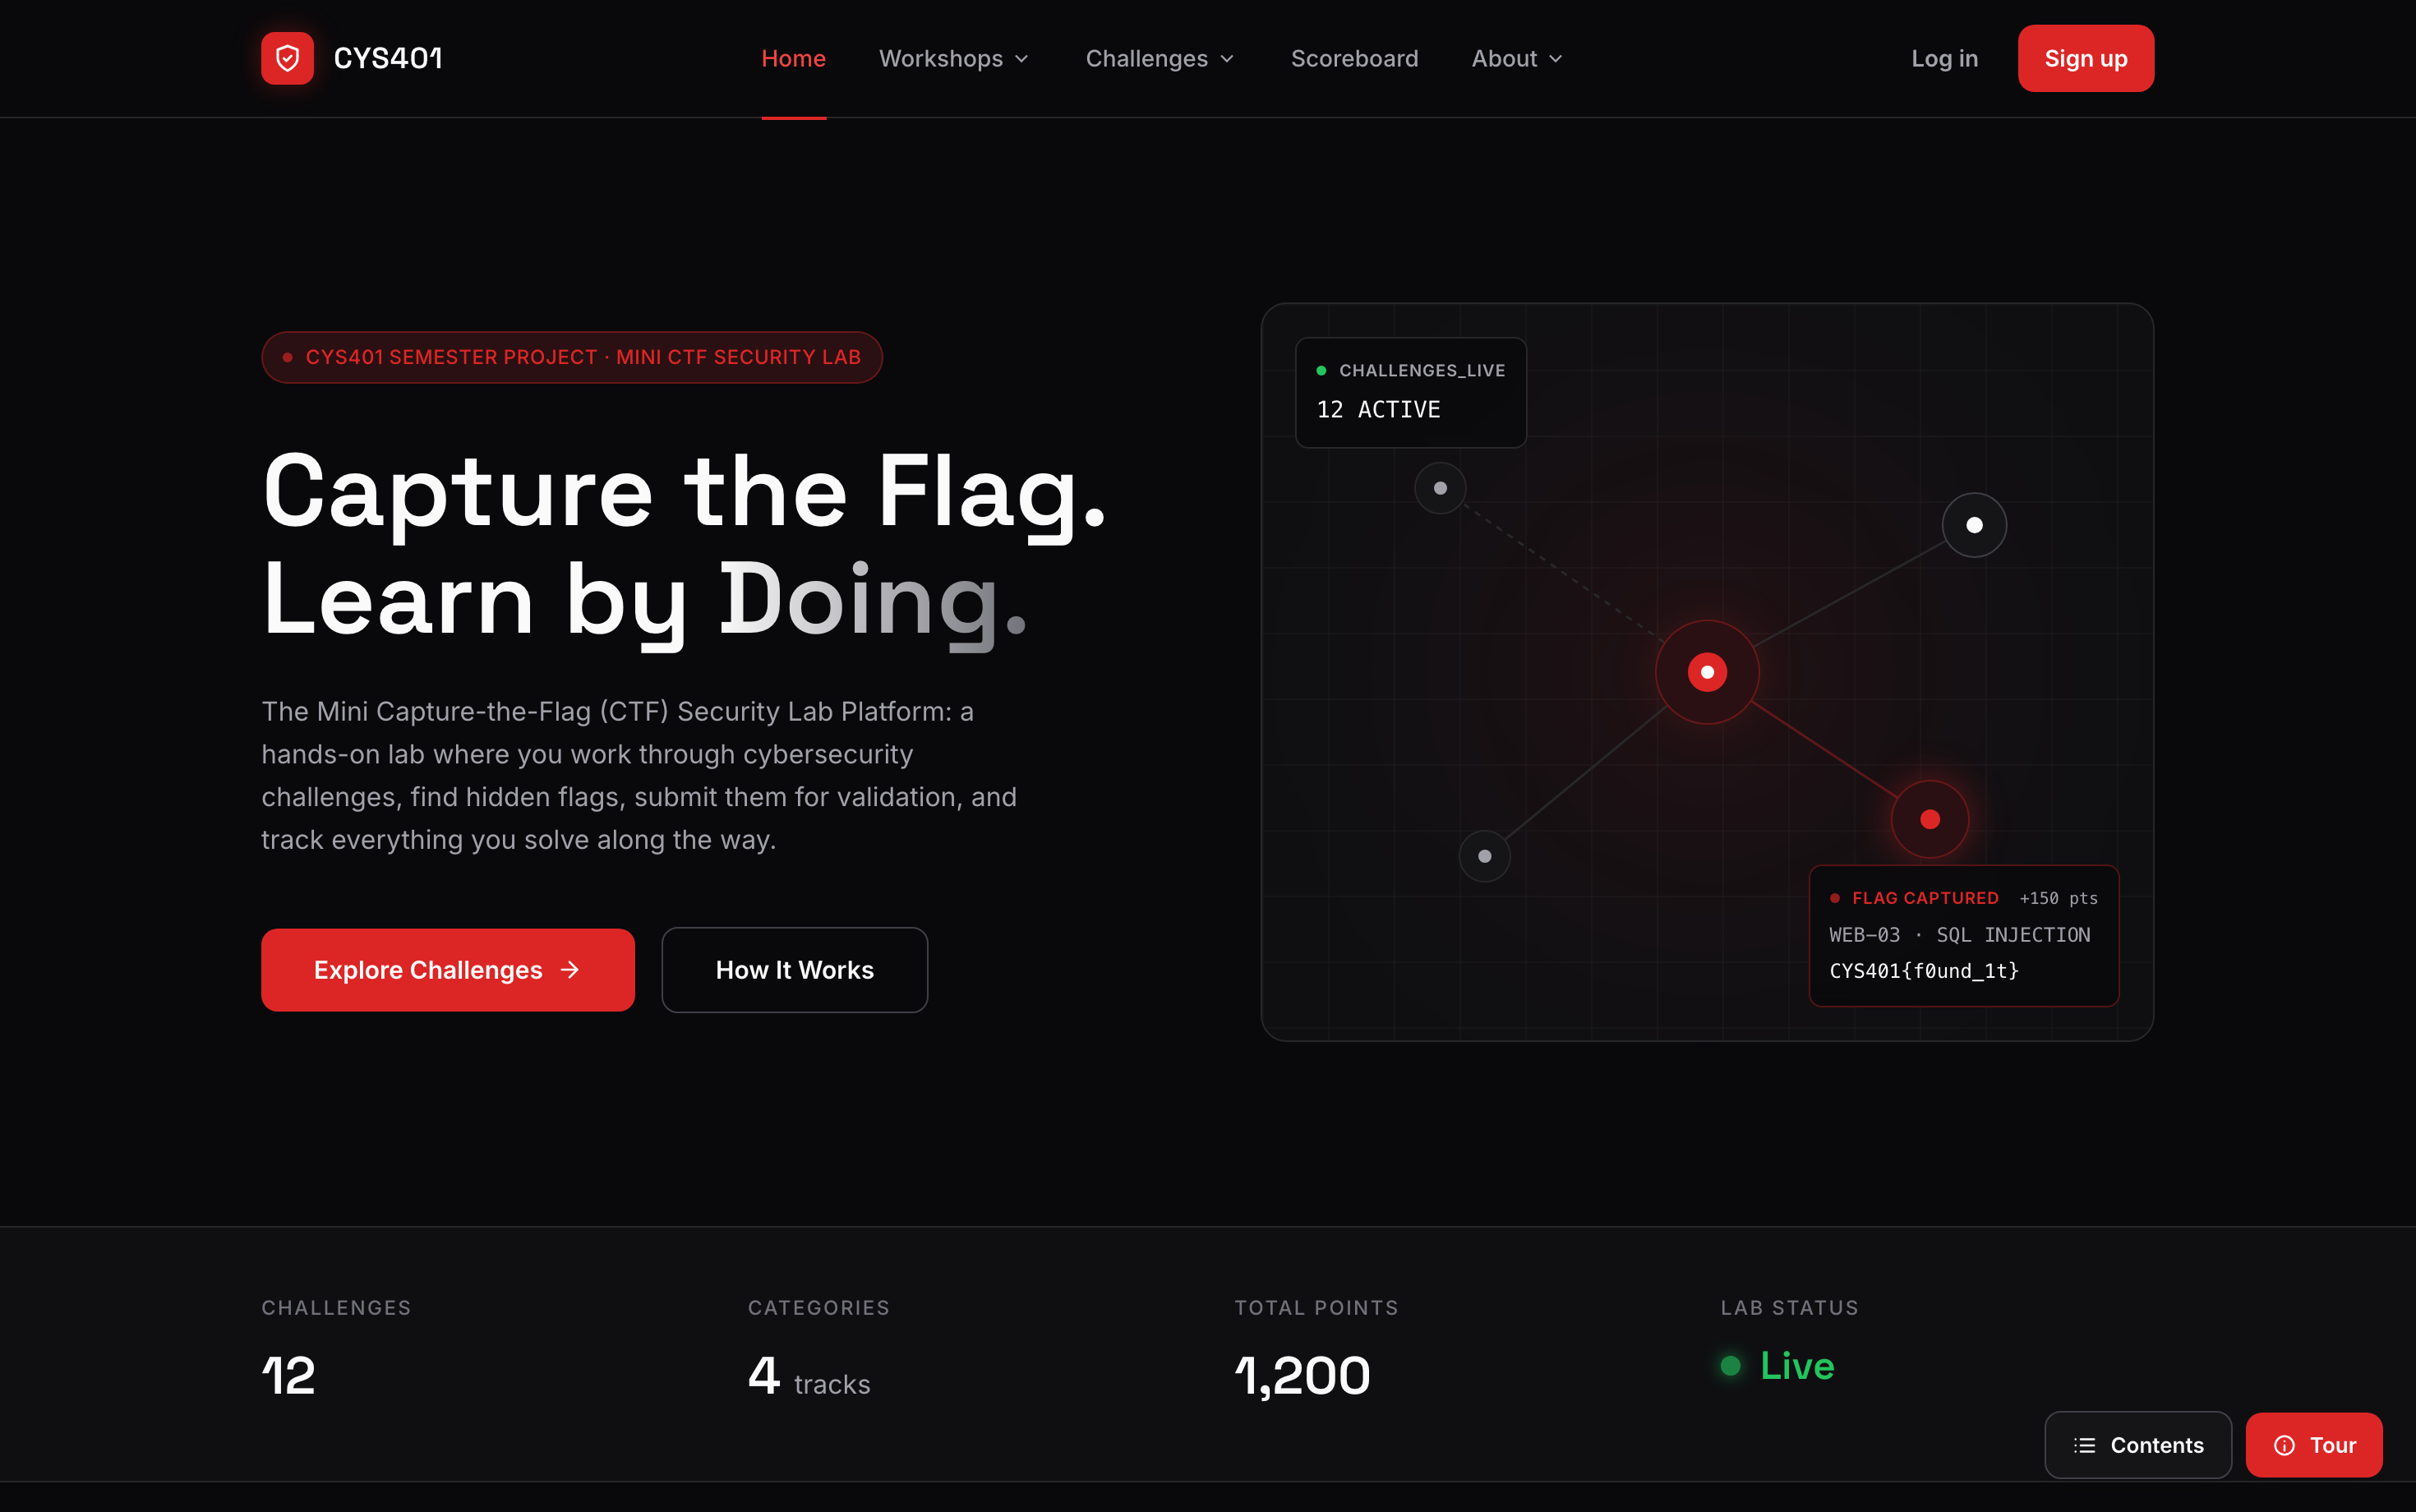 CYS401
Home
Workshops
Challenges
Scoreboard
About
Log in
Sign up
CYS401 SEMESTER PROJECT · MINI CTF SECURITY LAB
Capture the Flag.
Learn by Doing.
The Mini Capture-the-Flag (CTF) Security Lab Platform: a
hands-on lab where you work through cybersecurity
challenges, find hidden flags, submit them for validation, and
track everything you solve along the way.
Explore Challenges →
How It Works
CHALLENGES_LIVE
12 ACTIVE
FLAG CAPTURED +150 pts
WEB-03 · SQL INJECTION
CYS401{f0und_1t}
CHALLENGES
12
CATEGORIES
4 tracks
TOTAL POINTS
1,200
LAB STATUS
Live
Contents
Tour